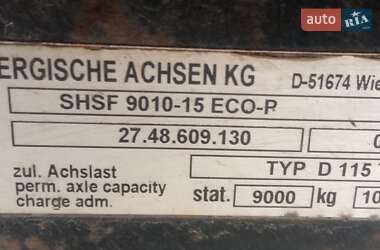 auto RIA
ERGISCHE ACHSEN KG D-51674 Wie
SHSF 9010-15 ECO-P
27.48.609.130
zul. Achslast TYP D 115
perm. axle capacity
charge adm. stat. 9000 kg 10